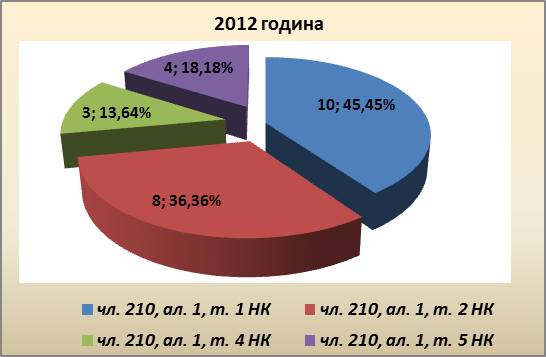 2012 година
4; 18,18%
10; 45,45%
3; 13,64%
8; 36,36%
чл. 210, ал. 1, т. 1 НК
чл. 210, ал. 1, т. 2 НК
чл. 210, ал. 1, т. 4 НК
чл. 210, ал. 1, т. 5 НК